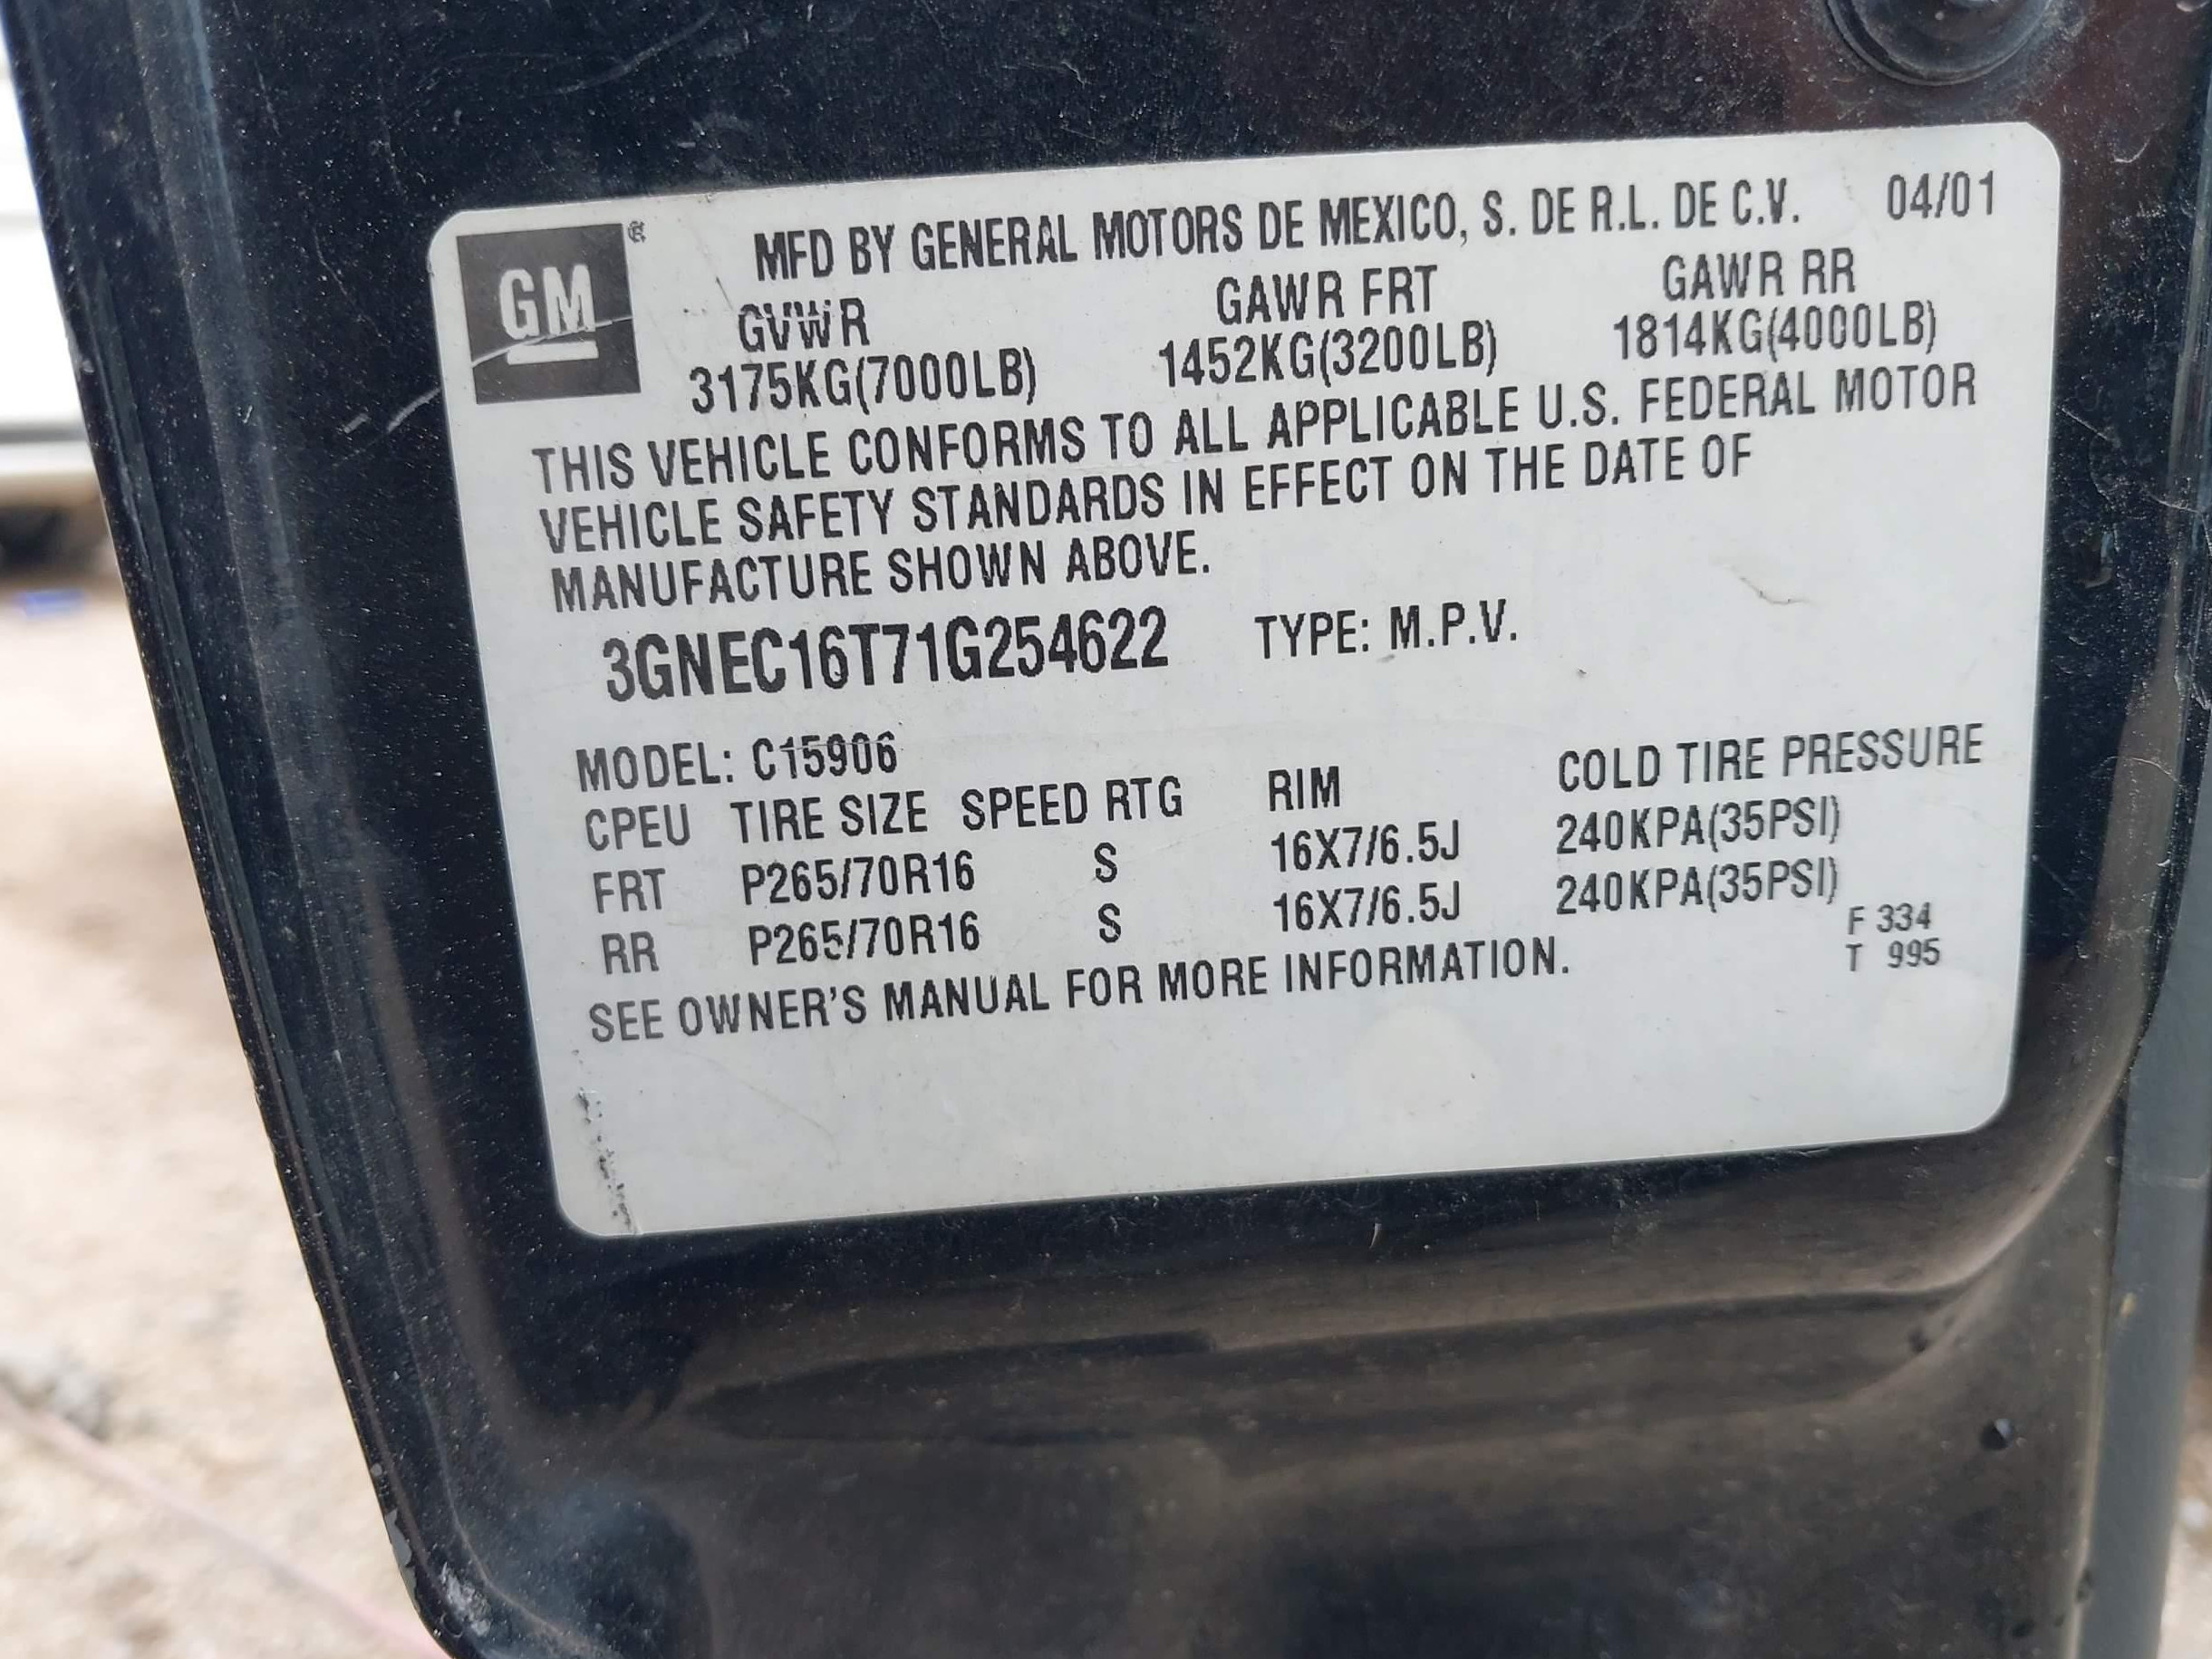 GM ®
MFD BY GENERAL MOTORS DE MEXICO, S. DE R.L. DE C.V. 04/01
GVWR GAWR FRT GAWR RR
3175KG(7000LB) 1452KG(3200LB) 1814KG(4000LB)
THIS VEHICLE CONFORMS TO ALL APPLICABLE U.S. FEDERAL MOTOR
VEHICLE SAFETY STANDARDS IN EFFECT ON THE DATE OF
MANUFACTURE SHOWN ABOVE.
3GNEC16T71G254622 TYPE: M.P.V.
MODEL: C15906
CPEU TIRE SIZE SPEED RTG RIM COLD TIRE PRESSURE
FRT P265/70R16 S 16X7/6.5J 240KPA(35PSI)
RR P265/70R16 S 16X7/6.5J 240KPA(35PSI)
F 334
T 995
SEE OWNER'S MANUAL FOR MORE INFORMATION.